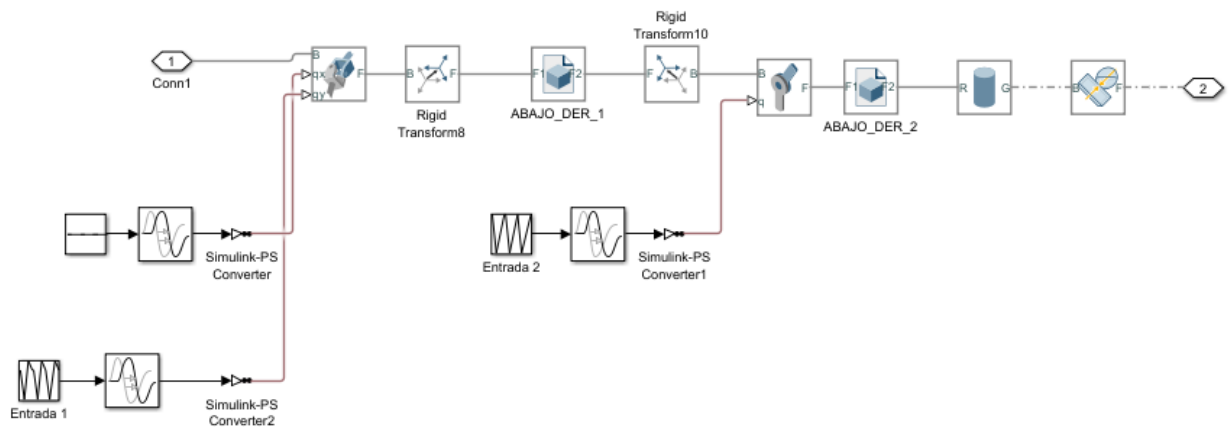 Rigid
Transform10
1
Conn1
B
qx
qy
F
B
F
F1
F2
F
B
B
q
F
F1
F2
R
G
B
F
2
Rigid
Transform8
ABAJO_DER_1
ABAJO_DER_2
Simulink-PS
Converter
Entrada 2
Simulink-PS
Converter1
Entrada 1
Simulink-PS
Converter2